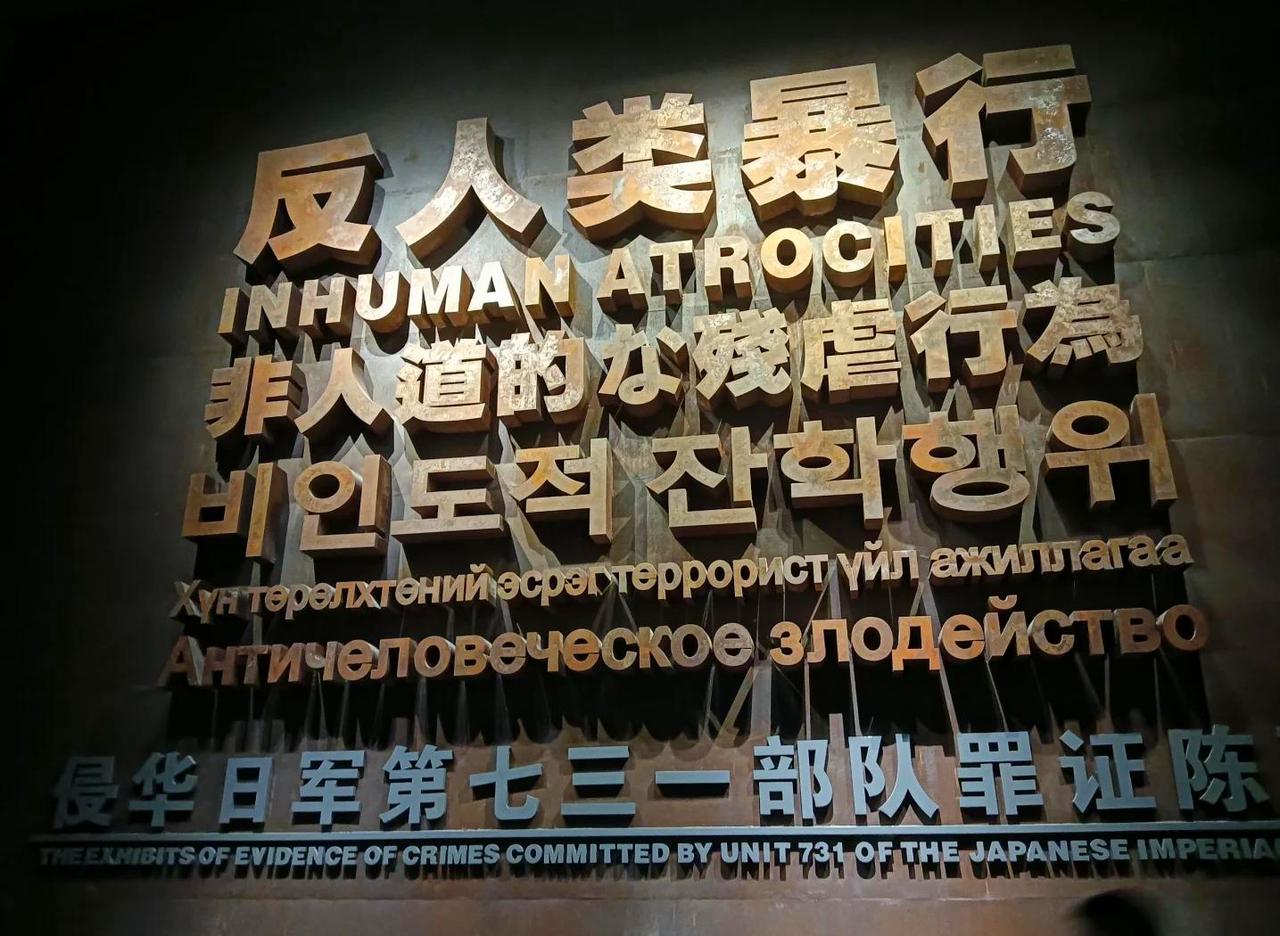 反人类暴行
INHUMAN ATROCITIES
非人道的な殘虐行為
비인도적 잔학행위
Хүн төрөлхтөний эсрэг террорист үйл ажиллагаа
Античеловеческое злодейство
侵华日军第七三一部队罪证陈
THE EXHIBITS OF EVIDENCE OF CRIMES COMMITTED BY UNIT 731 OF THE JAPANESE